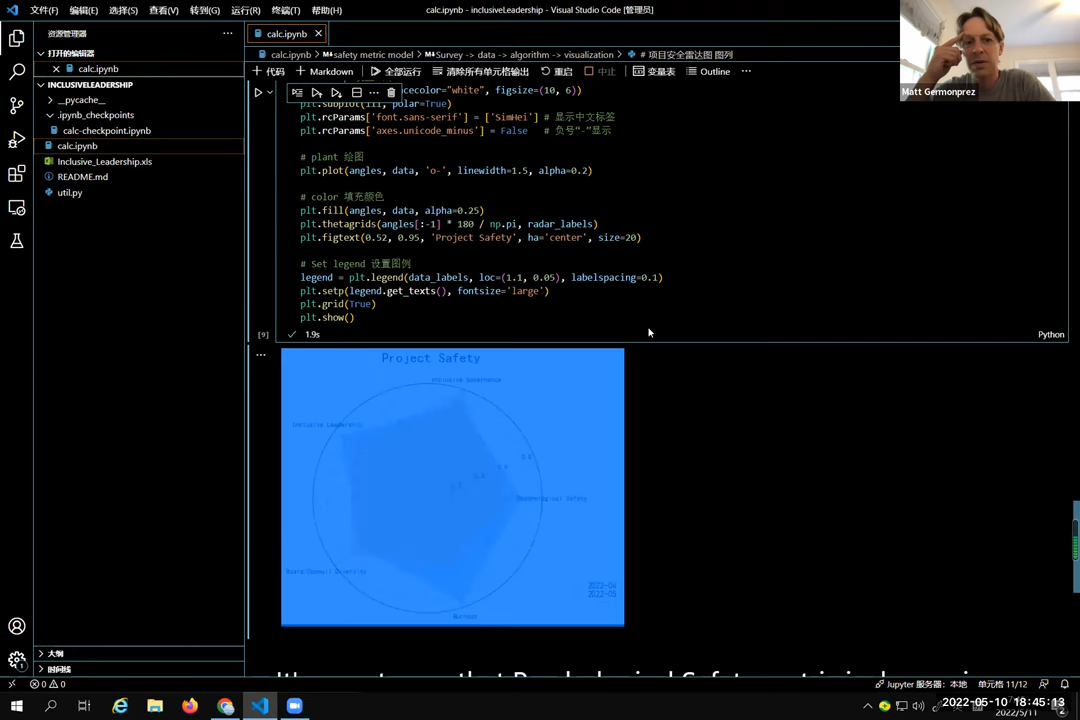 文件(F) 编辑(E) 选择(S) 查看(V) 转到(G) 运行(R) 终端(T) 帮助(H)
calc.ipynb - inclusiveLeadership - Visual Studio Code [管理员]
资源管理器
calc.ipynb
打开的编辑器
calc.ipynb
INCLUSIVELEADERSHIP
__pycache__
.ipynb_checkpoints
calc-checkpoint.ipynb
calc.ipynb
Inclusive_Leadership.xls
README.md
util.py
大纲
时间线
calc.ipynb > safety metric model > Survey -> data -> algorithm -> visualization > # 项目安全雷达图 图列
代码 Markdown 全部运行 清除所有单元格输出 重启 中止 变量表 Outline
cecolor="white", figsize=(10, 6))
plt.subplot(111, polar=True)
plt.rcParams['font.sans-serif'] = ['SimHei'] # 显示中文标签
plt.rcParams['axes.unicode_minus'] = False # 负号"-"显示
# plant 绘图
plt.plot(angles, data, 'o-', linewidth=1.5, alpha=0.2)
# color 填充颜色
plt.fill(angles, data, alpha=0.25)
plt.thetagrids(angles[:-1] * 180 / np.pi, radar_labels)
plt.figtext(0.52, 0.95, 'Project Safety', ha='center', size=20)
# Set legend 设置图例
legend = plt.legend(data_labels, loc=(1.1, 0.05), labelspacing=0.1)
plt.setp(legend.get_texts(), fontsize='large')
plt.grid(True)
plt.show()
[9]
1.9s
Python
Project Safety
Inclusive Governance
Inclusive Leadership
Psychological Safety
2022-04
2022-05
Burnout
Matt Germonprez
0 0
Jupyter 服务器: 本地 单元格 11/12
2022-05-10 18:45:13
2022/5/11